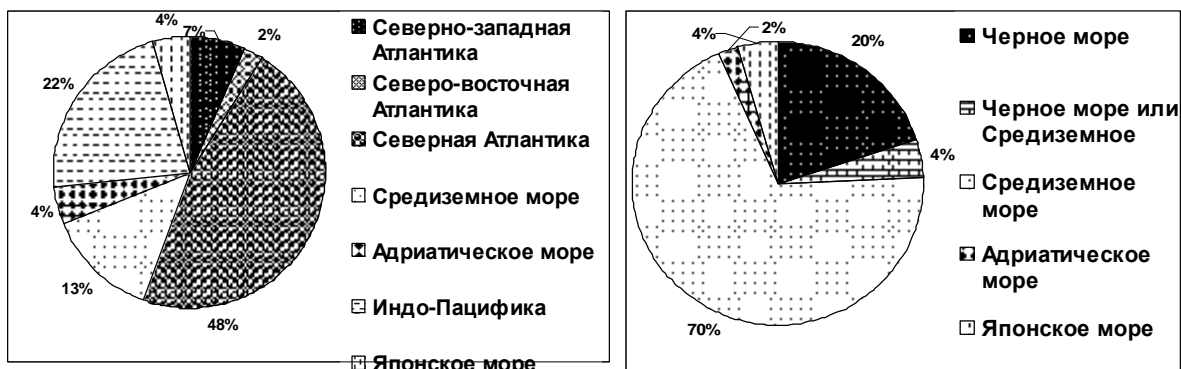 4%
7%
2%
22%
4%
13%
48%
Северно-западная
Атлантика
Северо-восточная
Атлантика
Северная Атлантика
Средиземное море
Адриатическое море
Индо-Пацифика
Японское море
4%
2%
20%
4%
70%
Черное море
Черное море или
Средиземное
Средиземное
море
Адриатическое
море
Японское море